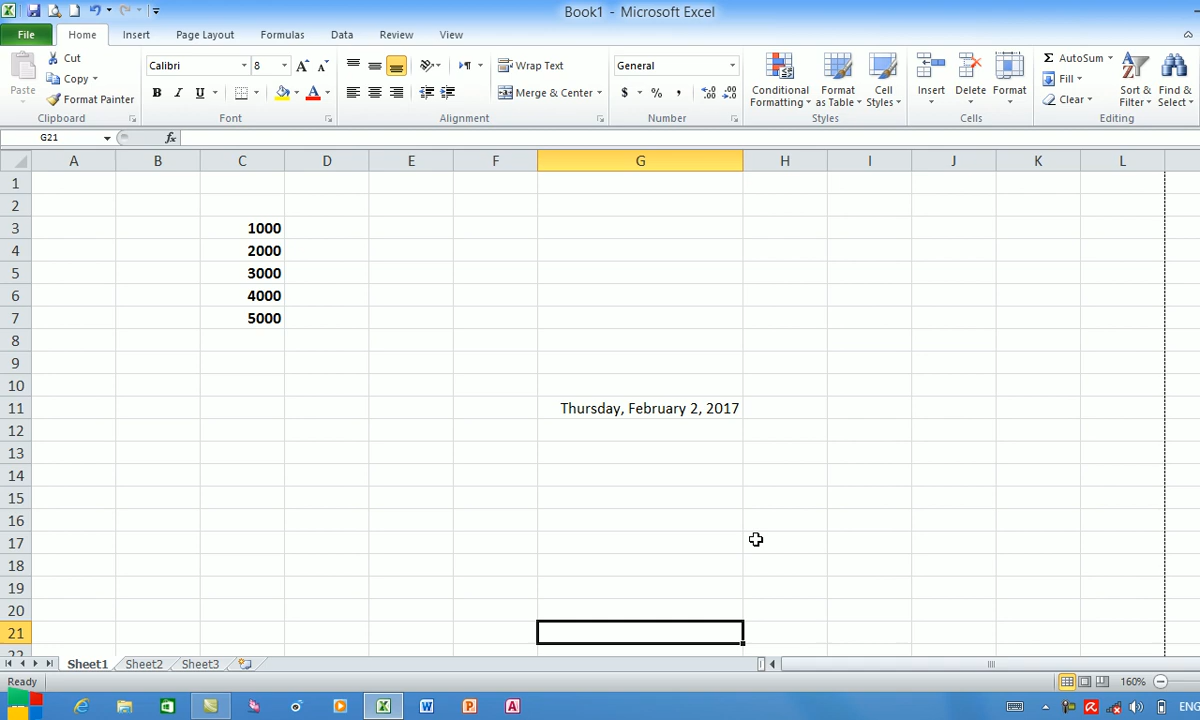 Book1 - Microsoft Excel
File Home Insert Page Layout Formulas Data Review View
Paste
Cut
Copy
Format Painter
Clipboard
Calibri 8
B I U
Font
Wrap Text
Merge & Center
Alignment
General
$ % ,
Number
Conditional Formatting
Format as Table
Cell Styles
Styles
Insert Delete Format
Cells
AutoSum
Fill
Clear
Sort & Filter
Find & Select
Editing
G21 fx
A B C D E F G H I J K L
1
2
3 1000
4 2000
5 3000
6 4000
7 5000
8
9
10
11 Thursday, February 2, 2017
12
13
14
15
16
17
18
19
20
21
22
Sheet1 Sheet2 Sheet3
Ready 160%
ENG